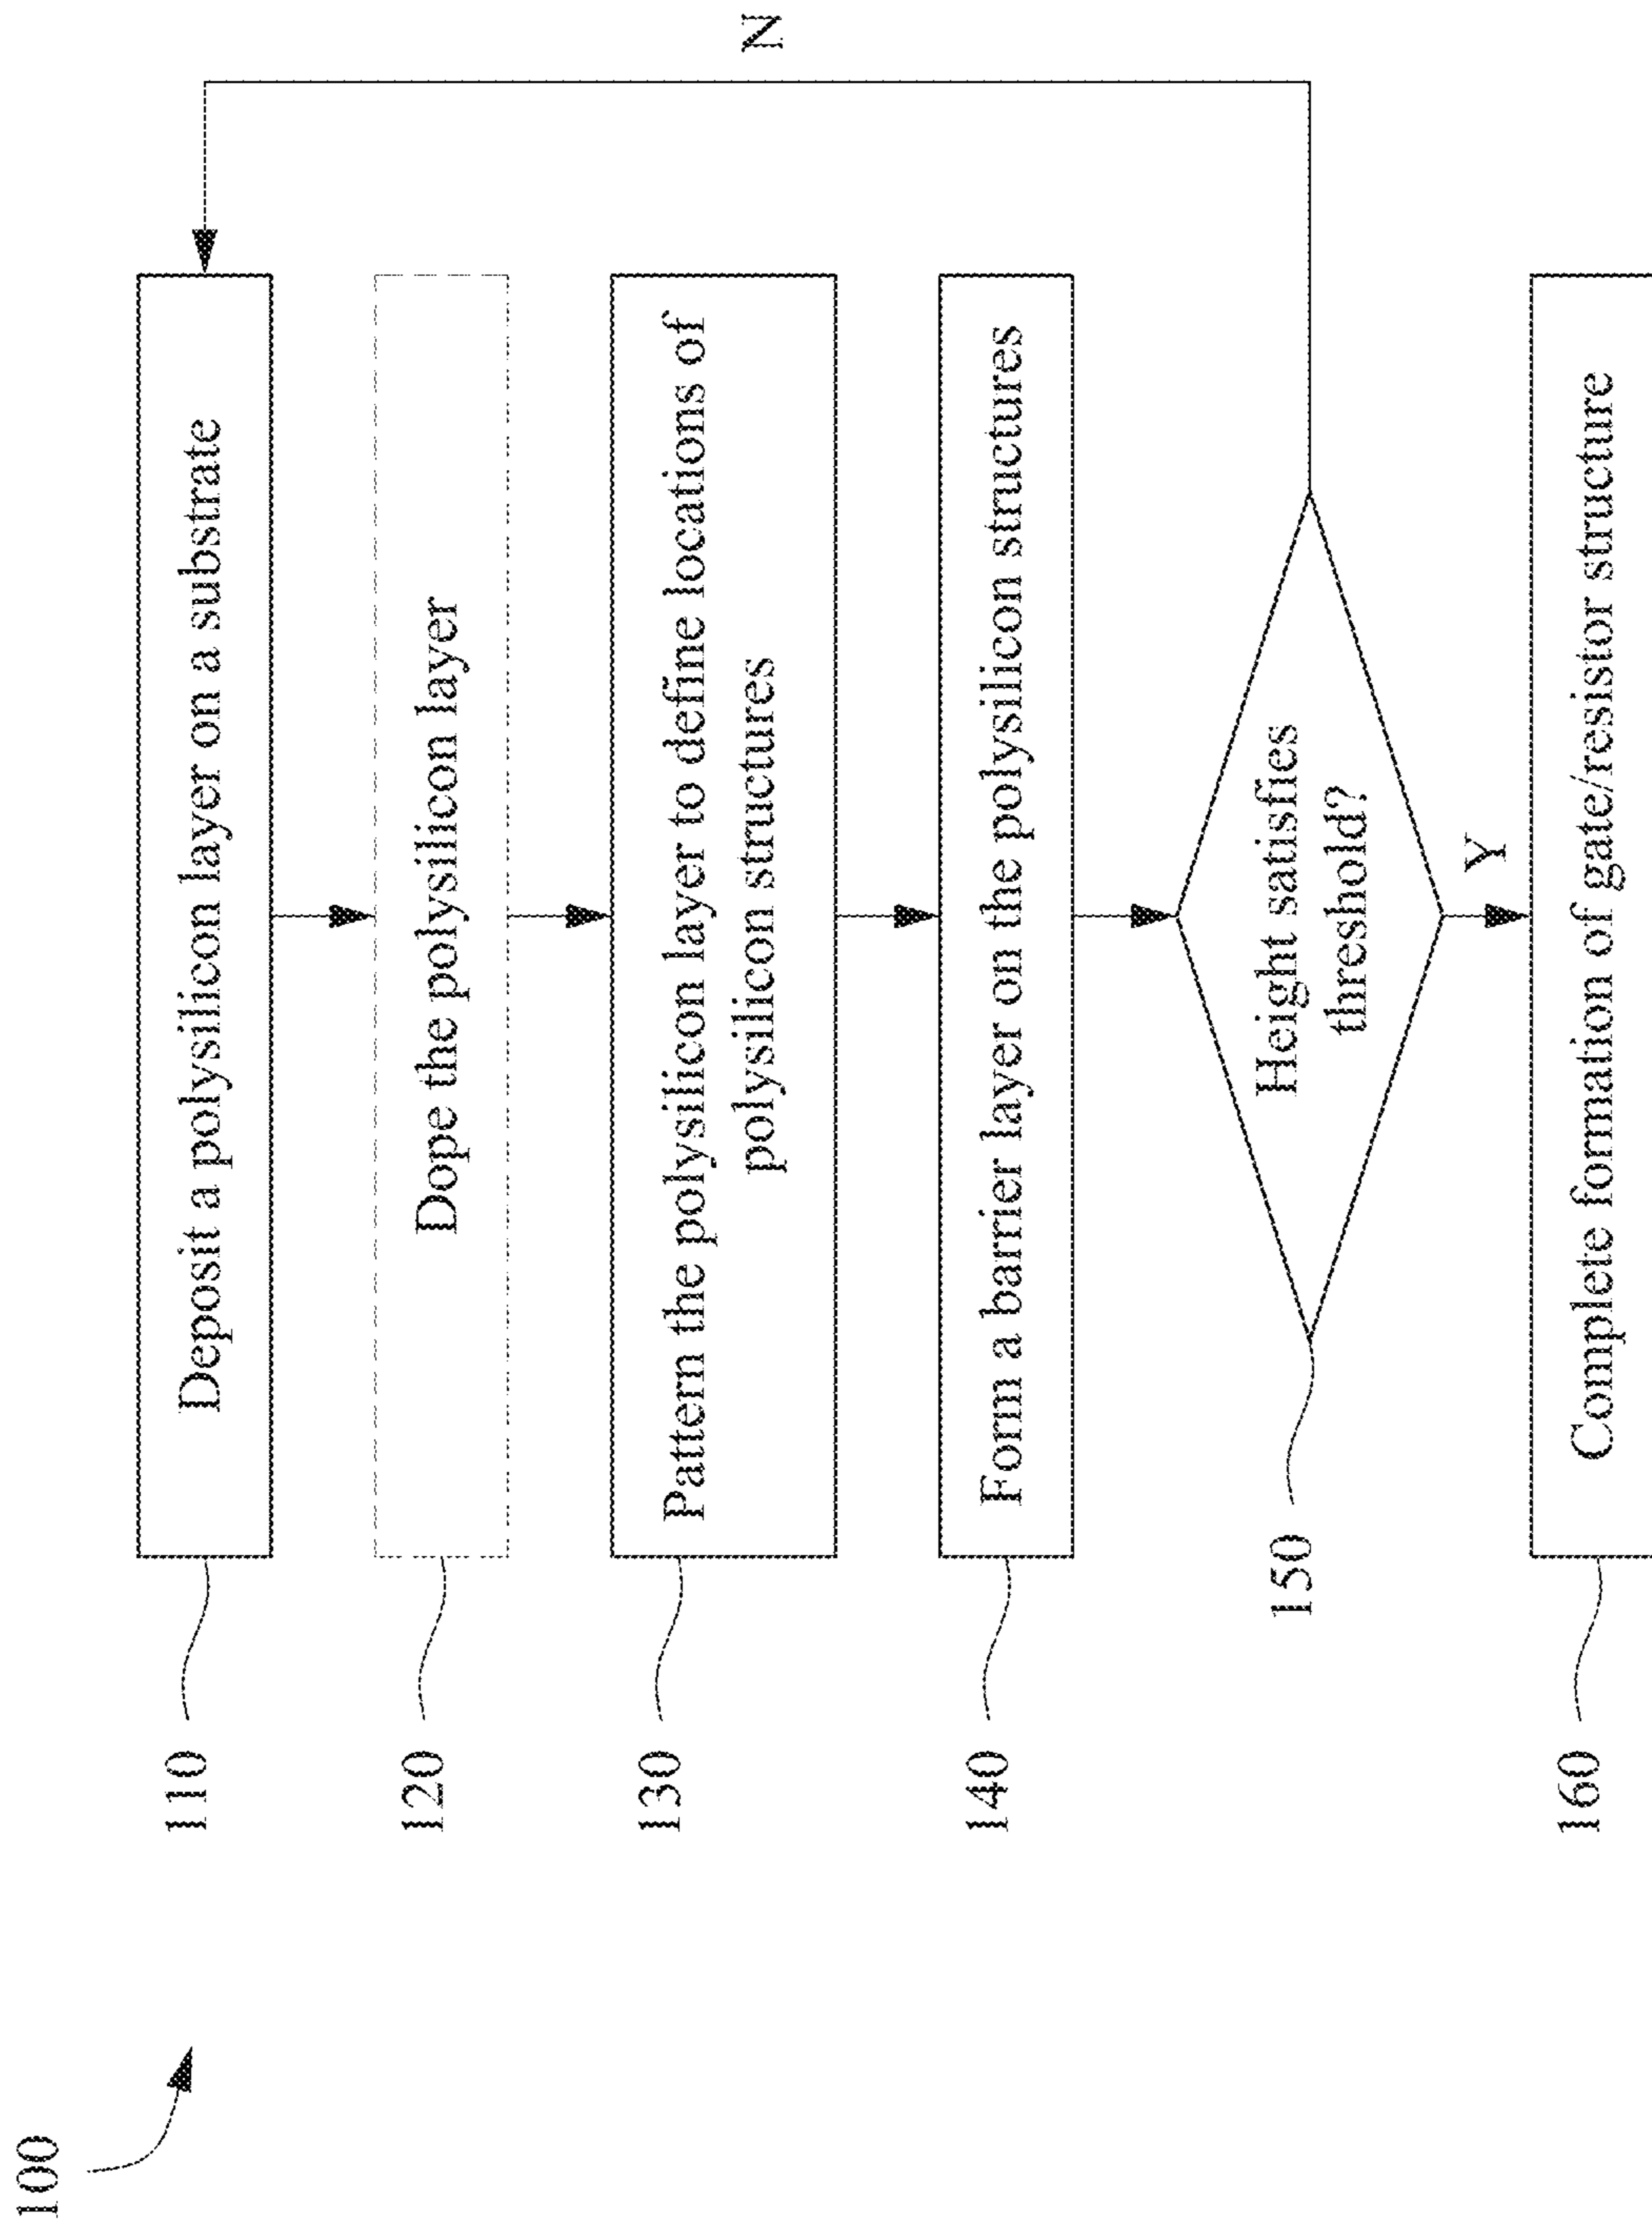 100
110
Deposit a polysilicon layer on a substrate
120
Dope the polysilicon layer
130
Pattern the polysilicon layer to define locations of
polysilicon structures
140
Form a barrier layer on the polysilicon structures
150
Height satisfies
threshold?
N
Y
160
Complete formation of gate/resistor structure